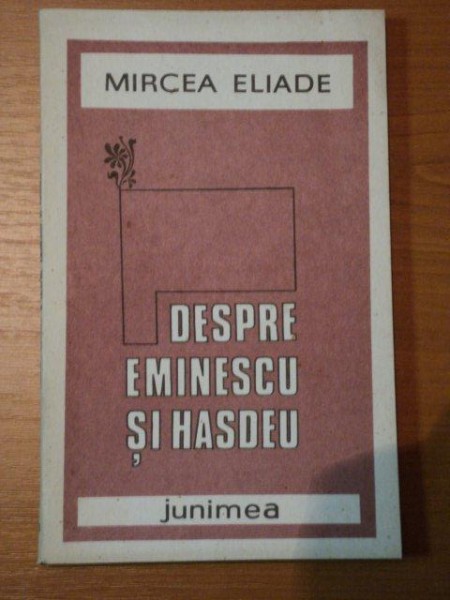 MIRCEA ELIADE
DESPRE
EMINESCU
ȘI HASDEU
junimea